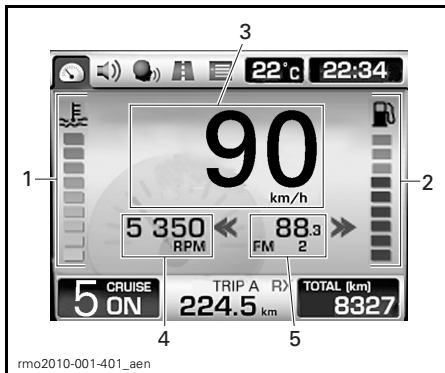 3
22°c 22:34
90
km/h
1
2
5 350
RPM
88.3
FM 2
5 CRUISE ON
TRIP A RX
224.5 km
TOTAL (km)
8327
4
5
rmo2010-001-401_aen